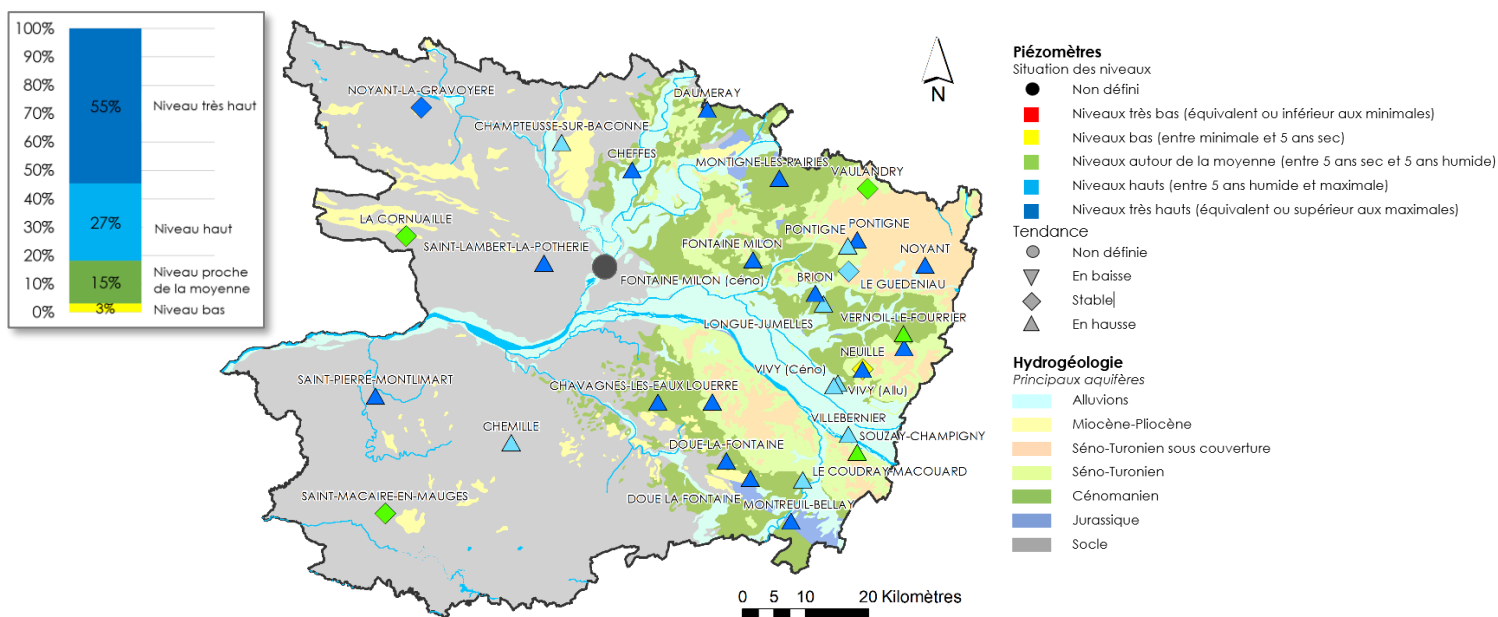 100%
90%
80%
70%
60%
50%
40%
30%
20%
10%
0%
55%
Niveau très haut
27%
Niveau haut
15%
Niveau proche
de la moyenne
3%
Niveau bas
NOYANT-LA-GRAVOYERE
CHAMPTEUSSE-SUR-BACONNE
DAUMERAY
CHEFFES
MONTIGNE-LES-RAIRIES
VAULANDRY
LA CORNUAILLE
SAINT-LAMBERT-LA-POTHERIE
FONTAINE MILON
PONTIGNE
PONTIGNE
NOYANT
FONTAINE MILON (céno)
BRION
LE GUEDENIAU
LONGUE-JUMELLES
VERNOIL-LE-FOURRIER
NEUILLE
VIVY (Céno)
VIVY (Allu)
SAINT-PIERRE-MONTLIMART
CHAVAGNES-LES-EAUX
LOUERRE
CHEMILLE
VILLEBERNIER
SOUZAY-CHAMPIGNY
DOUE-LA-FONTAINE
LE COUDRAY-MACOUARD
SAINT-MACAIRE-EN-MAUGES
DOUE LA FONTAINE
MONTREUIL-BELLAY
N
0 5 10 20 Kilomètres
Piézomètres
Situation des niveaux
Non défini
Niveaux très bas (équivalent ou inférieur aux minimales)
Niveaux bas (entre minimale et 5 ans sec)
Niveaux autour de la moyenne (entre 5 ans sec et 5 ans humide)
Niveaux hauts (entre 5 ans humide et maximale)
Niveaux très hauts (équivalent ou supérieur aux maximales)
Tendance
Non définie
En baisse
Stable
En hausse
Hydrogéologie
Principaux aquifères
Alluvions
Miocène-Pliocène
Séno-Turonien sous couverture
Séno-Turonien
Cénomanien
Jurassique
Socle